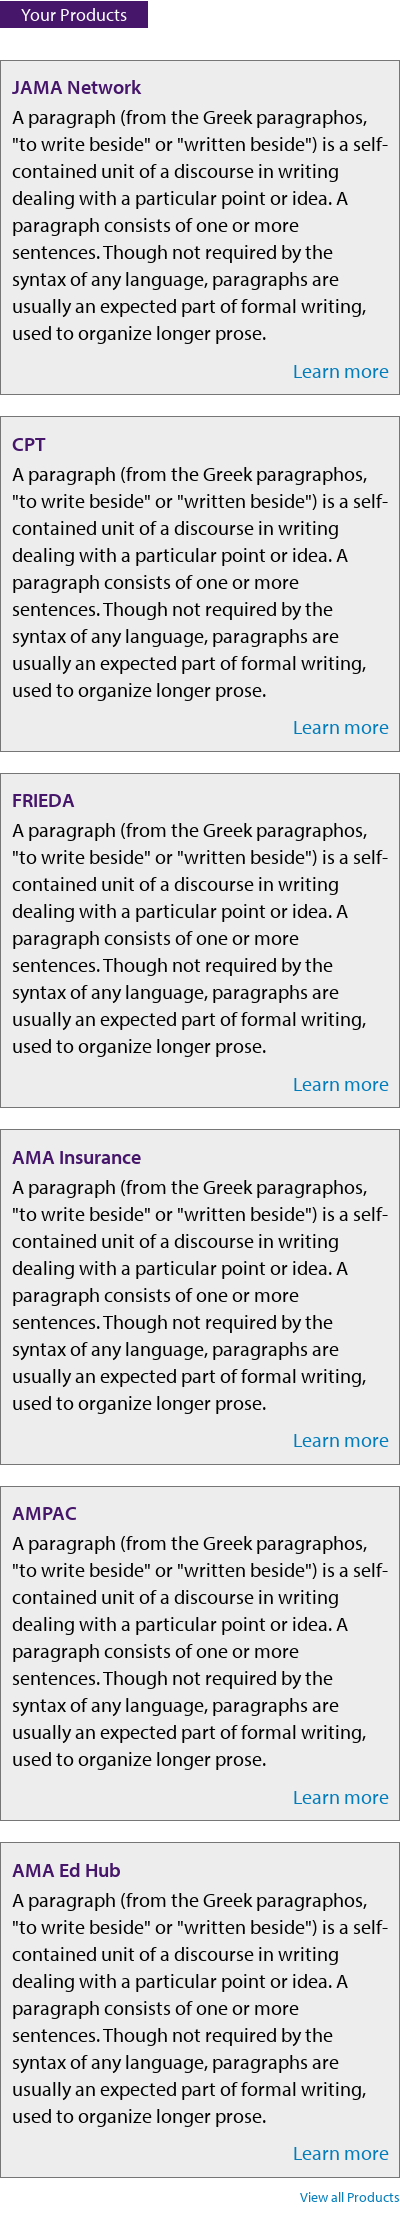 Your Products
JAMA Network
A paragraph (from the Greek paragraphos,
"to write beside" or "written beside") is a self-
contained unit of a discourse in writing
dealing with a particular point or idea. A
paragraph consists of one or more
sentences. Though not required by the
syntax of any language, paragraphs are
usually an expected part of formal writing,
used to organize longer prose.
Learn more
CPT
A paragraph (from the Greek paragraphos,
"to write beside" or "written beside") is a self-
contained unit of a discourse in writing
dealing with a particular point or idea. A
paragraph consists of one or more
sentences. Though not required by the
syntax of any language, paragraphs are
usually an expected part of formal writing,
used to organize longer prose.
Learn more
FRIEDA
A paragraph (from the Greek paragraphos,
"to write beside" or "written beside") is a self-
contained unit of a discourse in writing
dealing with a particular point or idea. A
paragraph consists of one or more
sentences. Though not required by the
syntax of any language, paragraphs are
usually an expected part of formal writing,
used to organize longer prose.
Learn more
AMA Insurance
A paragraph (from the Greek paragraphos,
"to write beside" or "written beside") is a self-
contained unit of a discourse in writing
dealing with a particular point or idea. A
paragraph consists of one or more
sentences. Though not required by the
syntax of any language, paragraphs are
usually an expected part of formal writing,
used to organize longer prose.
Learn more
AMPAC
A paragraph (from the Greek paragraphos,
"to write beside" or "written beside") is a self-
contained unit of a discourse in writing
dealing with a particular point or idea. A
paragraph consists of one or more
sentences. Though not required by the
syntax of any language, paragraphs are
usually an expected part of formal writing,
used to organize longer prose.
Learn more
AMA Ed Hub
A paragraph (from the Greek paragraphos,
"to write beside" or "written beside") is a self-
contained unit of a discourse in writing
dealing with a particular point or idea. A
paragraph consists of one or more
sentences. Though not required by the
syntax of any language, paragraphs are
usually an expected part of formal writing,
used to organize longer prose.
Learn more
View all Products